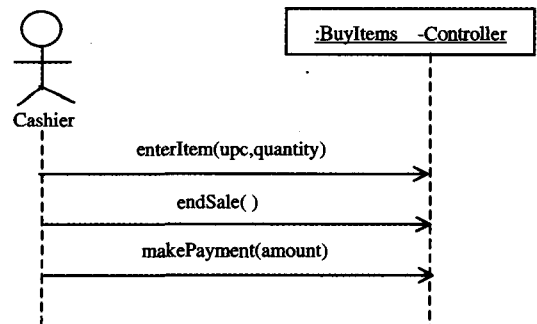 :BuyItems -Controller
Cashier
enterItem(upc,quantity)
endSale( )
makePayment(amount)